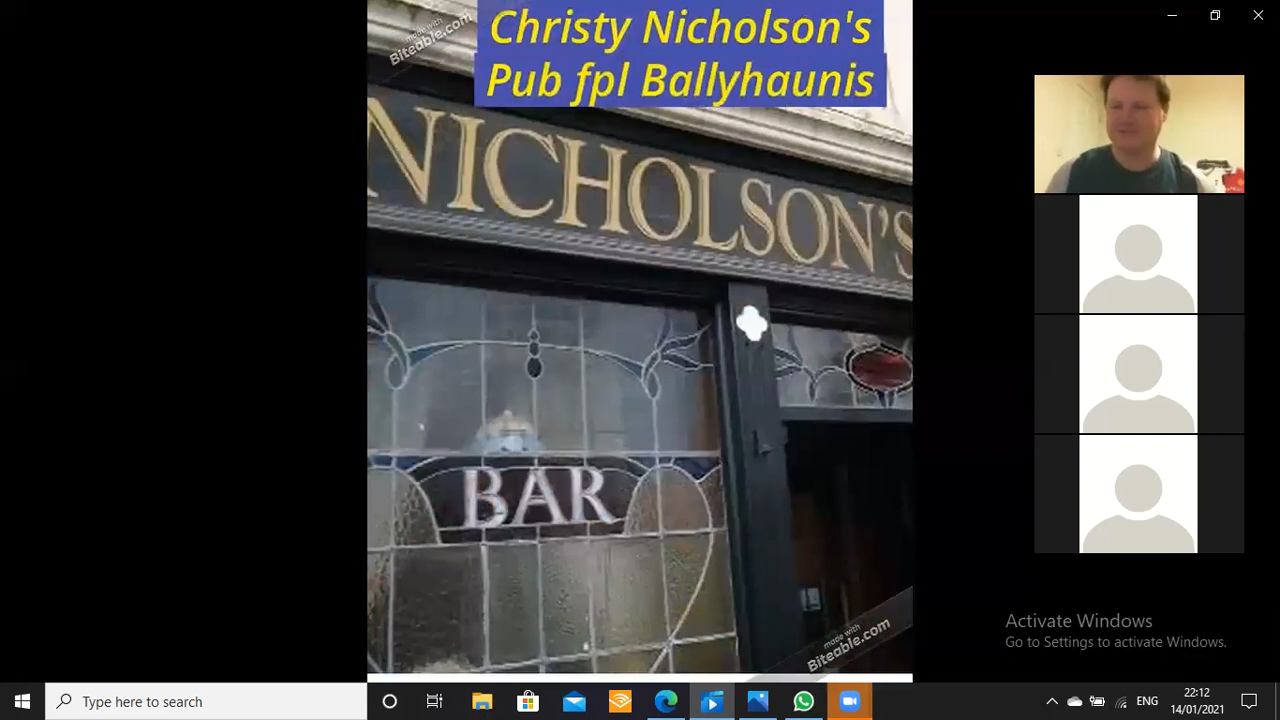 made with
Biteable.com
Christy Nicholson's
Pub fpl Ballyhaunis
NICHOLSON'S
BAR
made with
Biteable.com
Activate Windows
Go to Settings to activate Windows.
Type here to search
ENG
22:12
14/01/2021